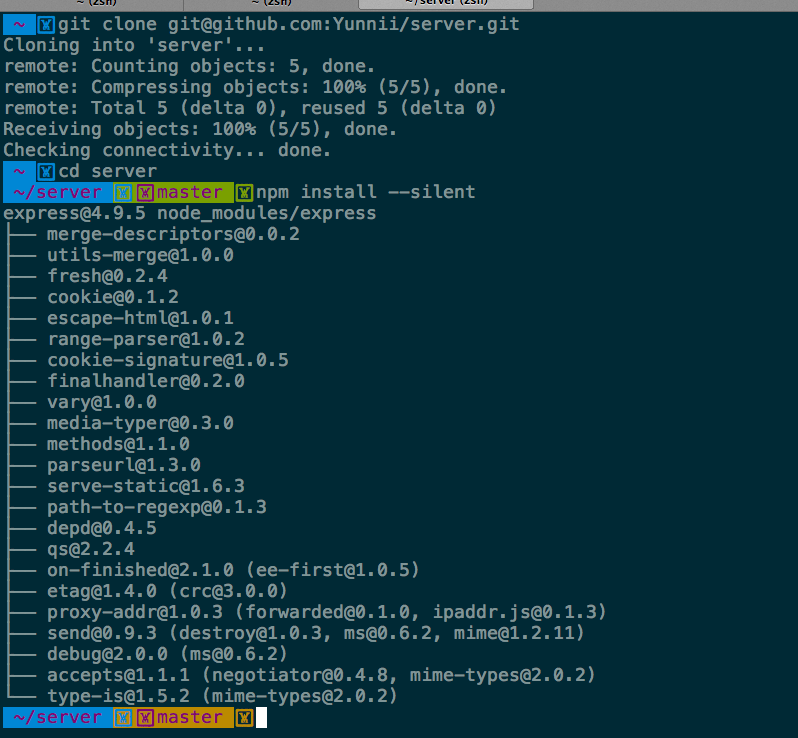 ~ (zsh) ~ (zsh) ~/server (zsh)
~ git clone git@github.com:Yunnii/server.git
Cloning into 'server'...
remote: Counting objects: 5, done.
remote: Compressing objects: 100% (5/5), done.
remote: Total 5 (delta 0), reused 5 (delta 0)
Receiving objects: 100% (5/5), done.
Checking connectivity... done.
~ cd server
~/server master npm install --silent
express@4.9.5 node_modules/express
├── merge-descriptors@0.0.2
├── utils-merge@1.0.0
├── fresh@0.2.4
├── cookie@0.1.2
├── escape-html@1.0.1
├── range-parser@1.0.2
├── cookie-signature@1.0.5
├── finalhandler@0.2.0
├── vary@1.0.0
├── media-typer@0.3.0
├── methods@1.1.0
├── parseurl@1.3.0
├── serve-static@1.6.3
├── path-to-regexp@0.1.3
├── depd@0.4.5
├── qs@2.2.4
├── on-finished@2.1.0 (ee-first@1.0.5)
├── etag@1.4.0 (crc@3.0.0)
├── proxy-addr@1.0.3 (forwarded@0.1.0, ipaddr.js@0.1.3)
├── send@0.9.3 (destroy@1.0.3, ms@0.6.2, mime@1.2.11)
├── debug@2.0.0 (ms@0.6.2)
├── accepts@1.1.1 (negotiator@0.4.8, mime-types@2.0.2)
└── type-is@1.5.2 (mime-types@2.0.2)
~/server master